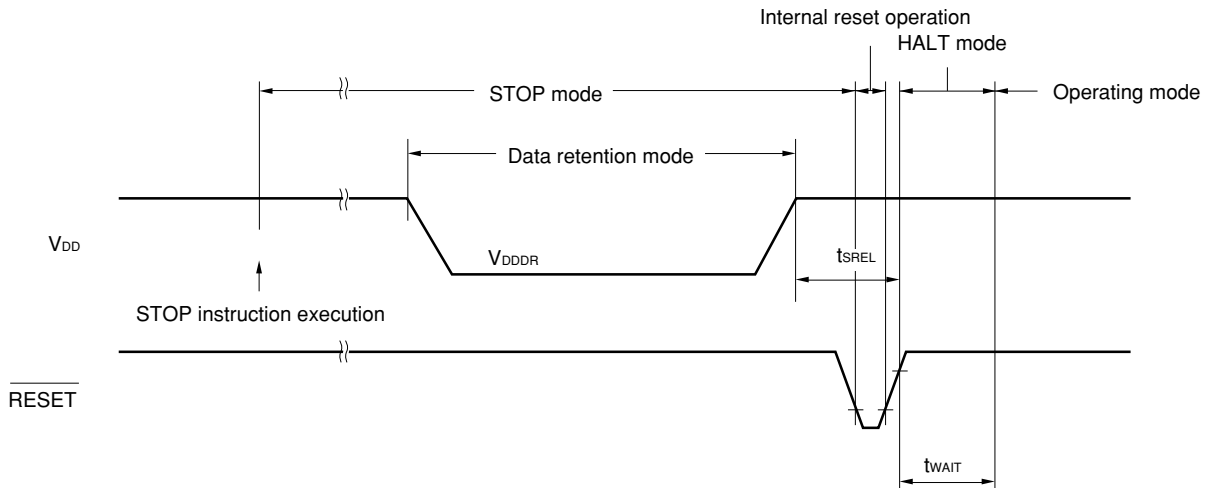 Internal reset operation
HALT mode
STOP mode
Operating mode
Data retention mode
VDD
VDDDR
tSREL
STOP instruction execution
RESET
tWAIT